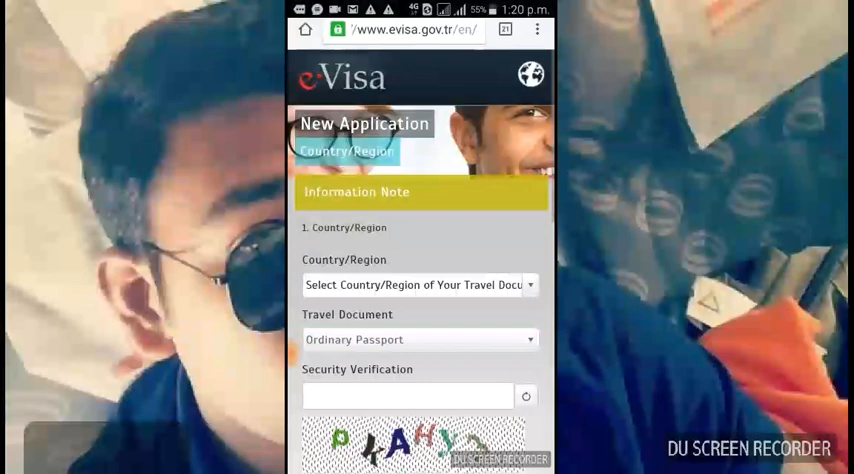 4G
55%
1:20 p.m.
/www.evisa.gov.tr/en/
21
e-Visa
New Application
Country/Region
Information Note
1. Country/Region
Country/Region
Select Country/Region of Your Travel Docu
Travel Document
Ordinary Passport
Security Verification
DU SCREEN RECORDER
DU SCREEN RECORDER